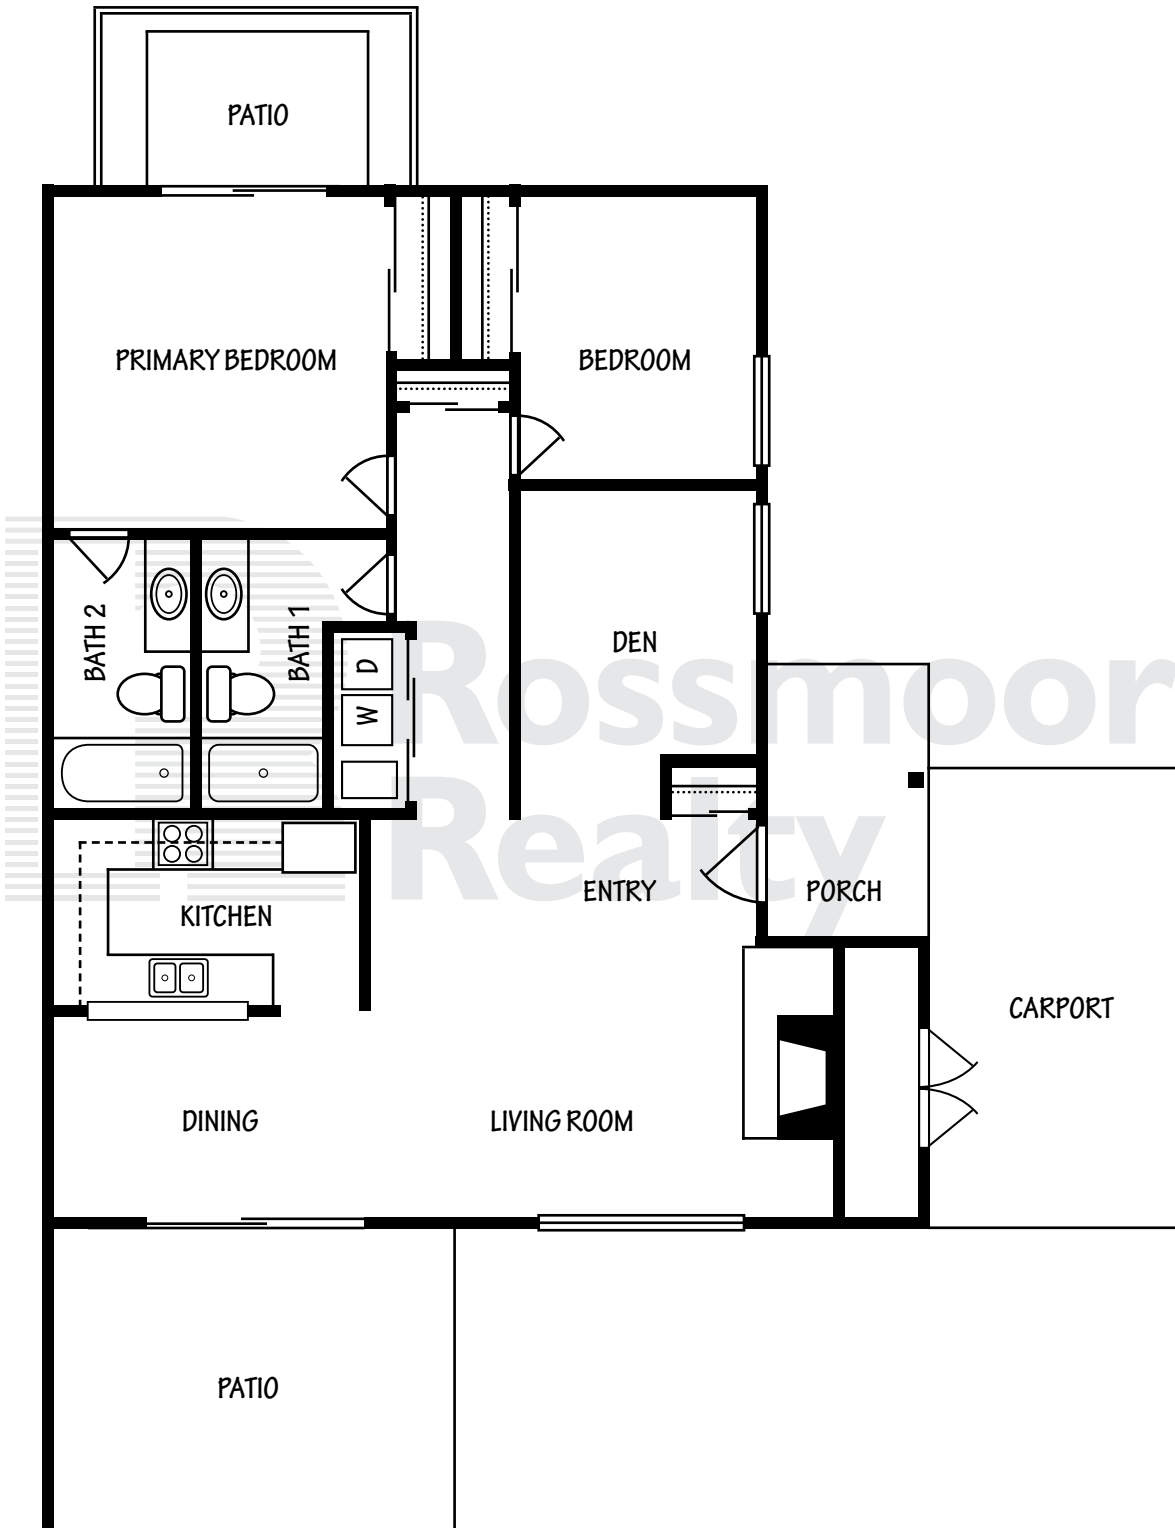 PATIO
PRIMARY BEDROOM
BEDROOM
BATH 2
BATH 1
D
W
DEN
Rossmoor
Realty
ENTRY
PORCH
KITCHEN
CARPORT
DINING
LIVING ROOM
PATIO